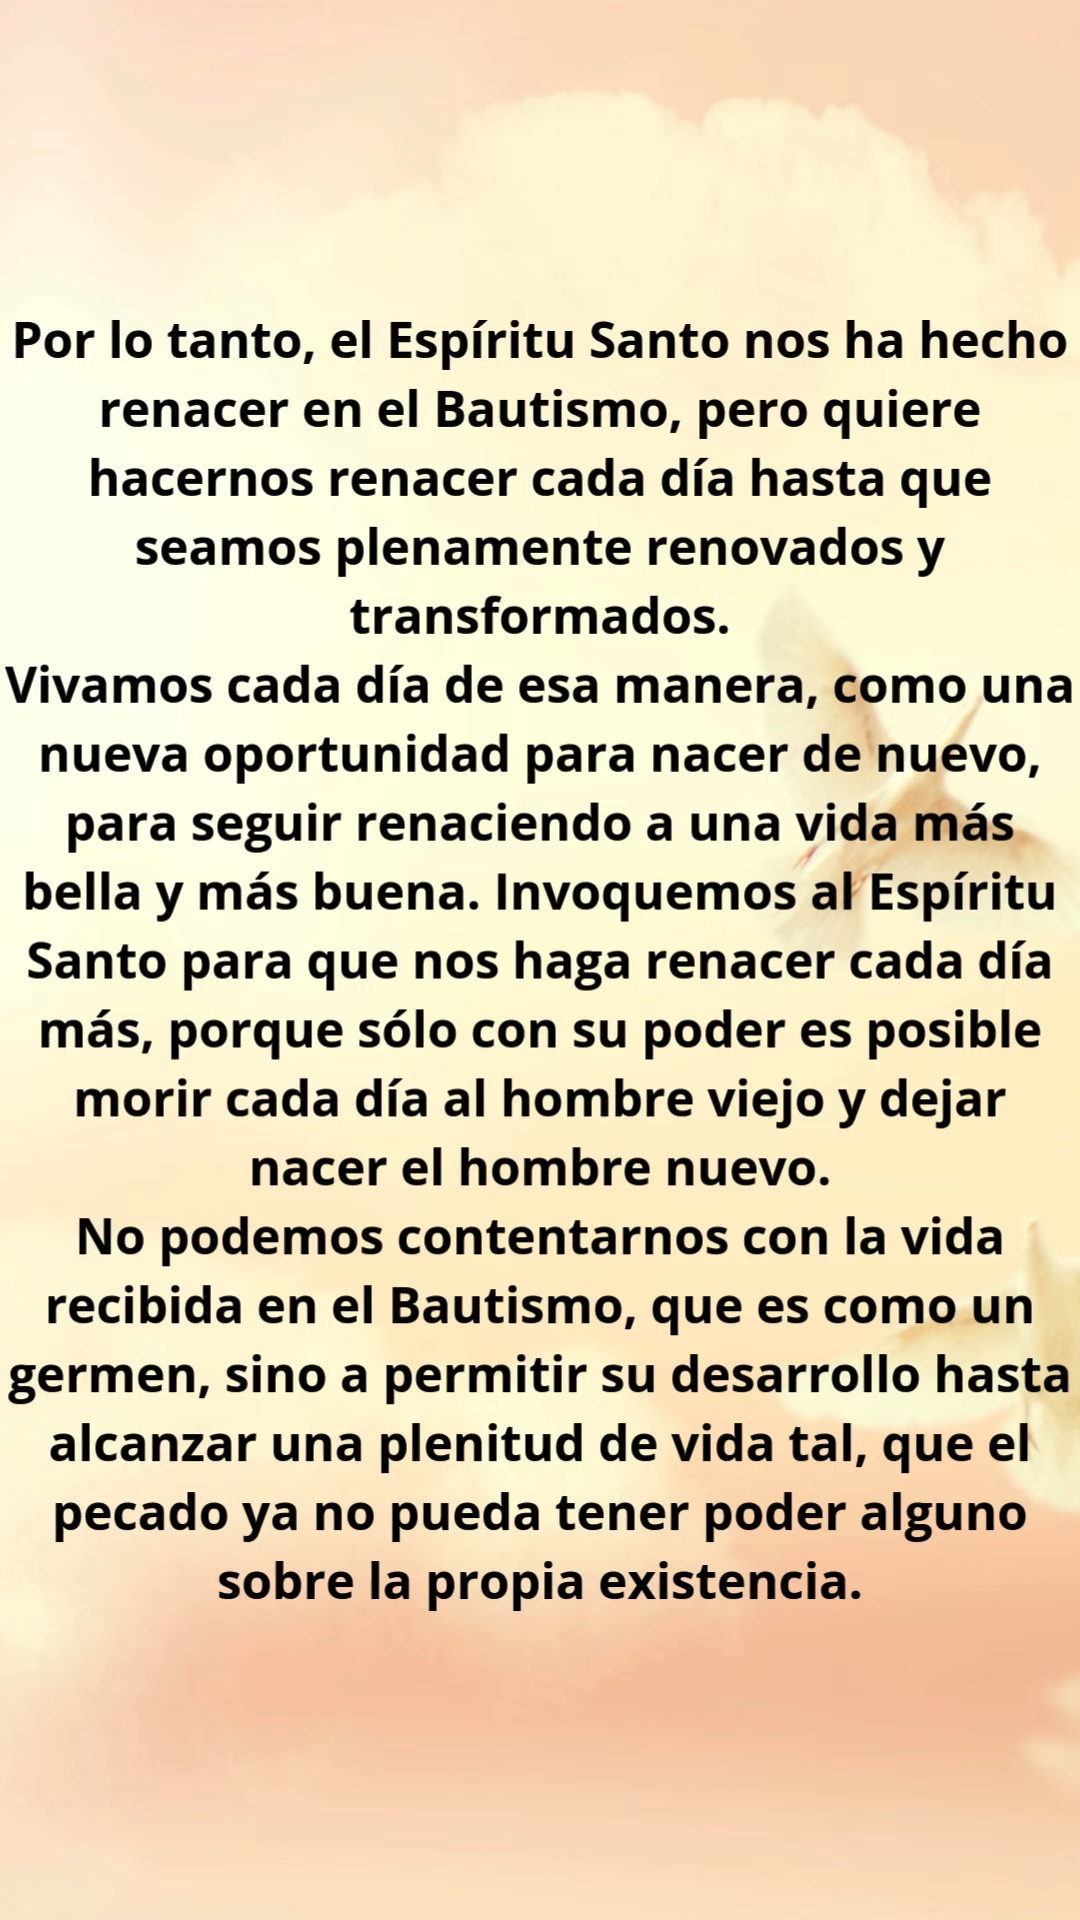 Por lo tanto, el Espíritu Santo nos ha hecho
renacer en el Bautismo, pero quiere
hacernos renacer cada día hasta que
seamos plenamente renovados y
transformados.
Vivamos cada día de esa manera, como una
nueva oportunidad para nacer de nuevo,
para seguir renaciendo a una vida más
bella y más buena. Invoquemos al Espíritu
Santo para que nos haga renacer cada día
más, porque sólo con su poder es posible
morir cada día al hombre viejo y dejar
nacer el hombre nuevo.
No podemos contentarnos con la vida
recibida en el Bautismo, que es como un
germen, sino a permitir su desarrollo hasta
alcanzar una plenitud de vida tal, que el
pecado ya no pueda tener poder alguno
sobre la propia existencia.